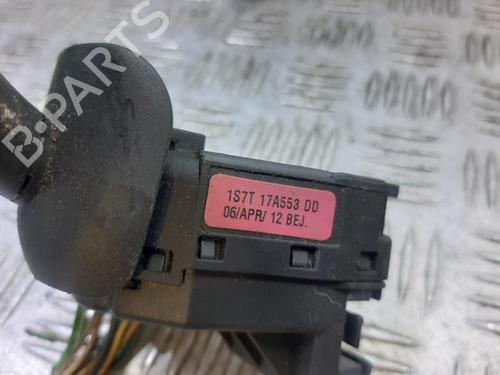 B-PARTS
1S7T 17A553 DD
06/APR/ 12 BEJ.